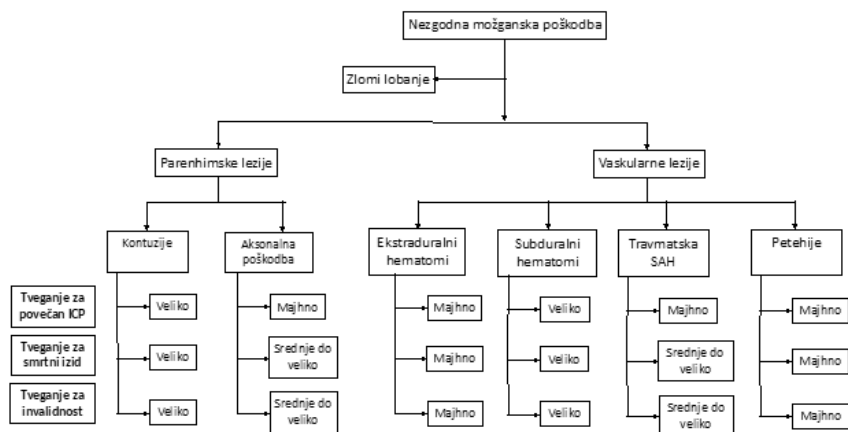 Nezgodna možganska poškodba
Zlomi lobanje
Parenhimske lezije
Vaskularne lezije
Kontuzije
Aksonalna
poškodba
Ekstraduralni
hematomi
Subduralni
hematomi
Travmatska
SAH
Petehije
Tveganje za
povečan ICP
Veliko
Majhno
Majhno
Veliko
Majhno
Majhno
Tveganje za
smrtni izid
Veliko
Srednje do
veliko
Majhno
Veliko
Srednje do
veliko
Majhno
Tveganje za
invalidnost
Veliko
Srednje do
veliko
Majhno
Veliko
Srednje do
veliko
Majhno